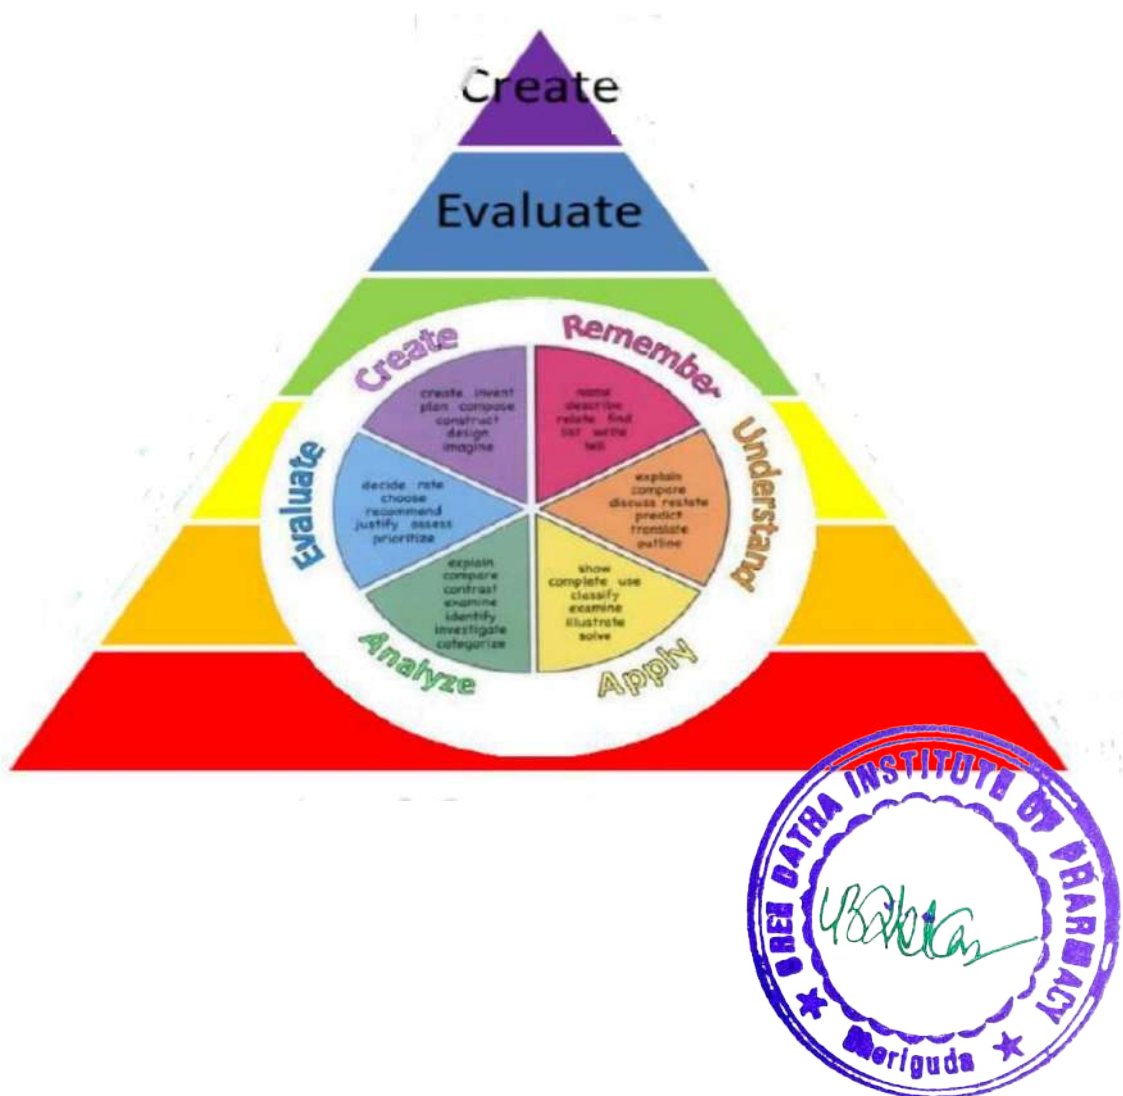 Create
Evaluate
Create
Remember
create invent
plan compose
construct
design
imagine
name
describe
relate find
list write
tell
Evaluate
Understand
decide rate
choose
recommend
justify assess
prioritize
explain
compare
discuss restate
predict
translate
outline
explain
compare
contrast
examine
identify
investigate
categorize
show
complete use
classify
examine
illustrate
solve
Analyze
Apply
DATHA INSTITUTE OF PHARMACY
Sheriguda